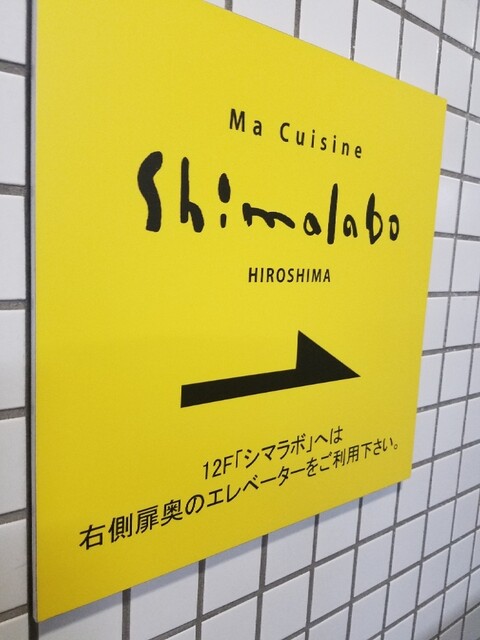 Ma Cuisine
Shimalabo
HIROSHIMA
12F「シマラボ」へは
右側扉奥のエレベーターをご利用下さい。